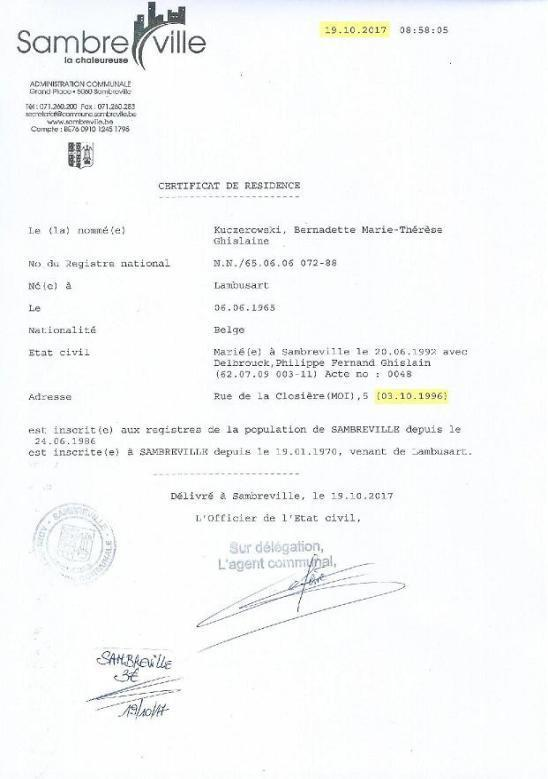 19.10.2017 08:58:05
Sambreville
la chaleureuse
ADMINISTRATION COMMUNALE
Grand Place • 5060 Sambreville
Tél : 071.260.200 Fax : 071.260.283
secretariat@commune.sambreville.be
www.sambreville.be
Compte : BE76 0910 1245 1795
CERTIFICAT DE RESIDENCE
Le (la) nommé(e) Kuczerowski, Bernadette Marie-Thérèse
Ghislaine
No du Registre national N.N./65.06.06 072-88
Né(e) à Lambusart
Le 06.06.1965
Nationalité Belge
Etat civil Marié(e) à Sambreville le 20.06.1992 avec
Delbrouck,Philippe Fernand Ghislain
(62.07.09 003-11) Acte no : 0048
Adresse Rue de la Closière(MOI),5 (03.10.1996)
est inscrit(e) aux registres de la population de SAMBREVILLE depuis le
24.06.1986
est inscrite(e) à SAMBREVILLE depuis le 19.01.1970, venant de Lambusart.
Délivré à Sambreville, le 19.10.2017
L'Officier de l'Etat civil,
SAMBREVILLE
Sur délégation,
L'agent communal,
SAMBREVILLE
3€
19/10/17